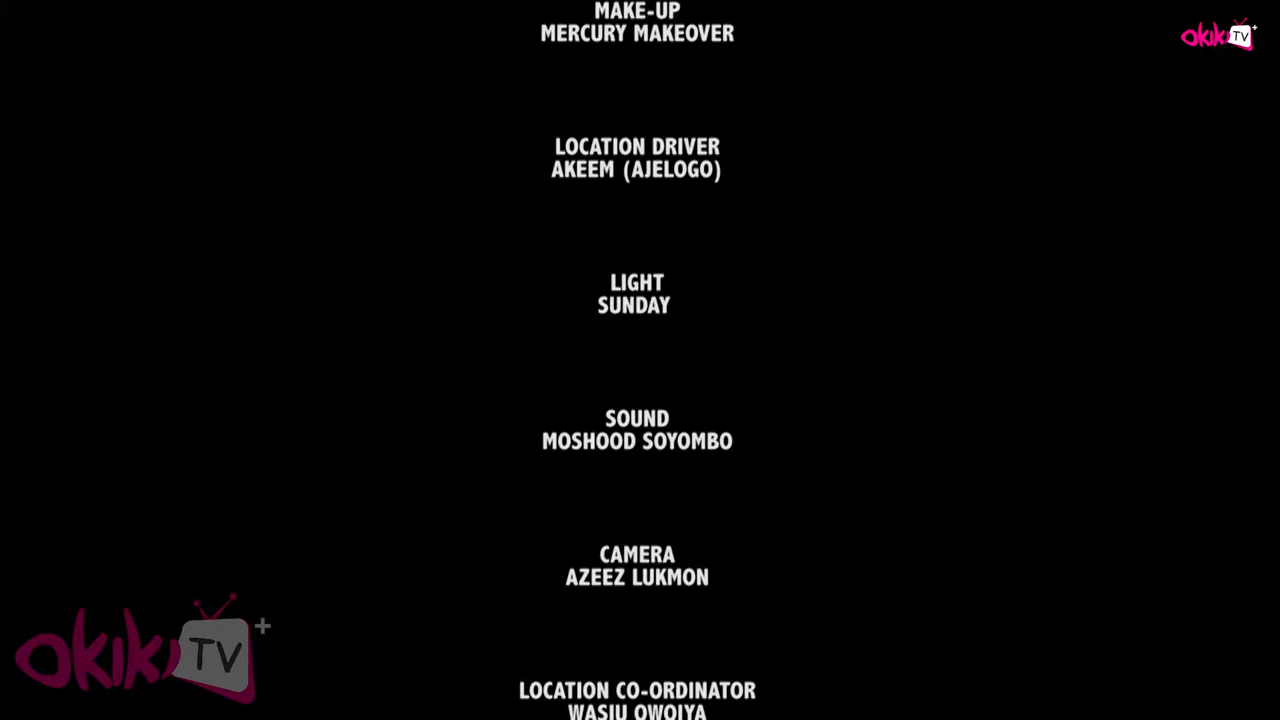 MAKE-UP
MERCURY MAKEOVER
okiki TV+
LOCATION DRIVER
AKEEM (AJELOGO)
LIGHT
SUNDAY
SOUND
MOSHOOD SOYOMBO
CAMERA
AZEEZ LUKMON
okiki TV+
LOCATION CO-ORDINATOR
WASIU OWOIYA